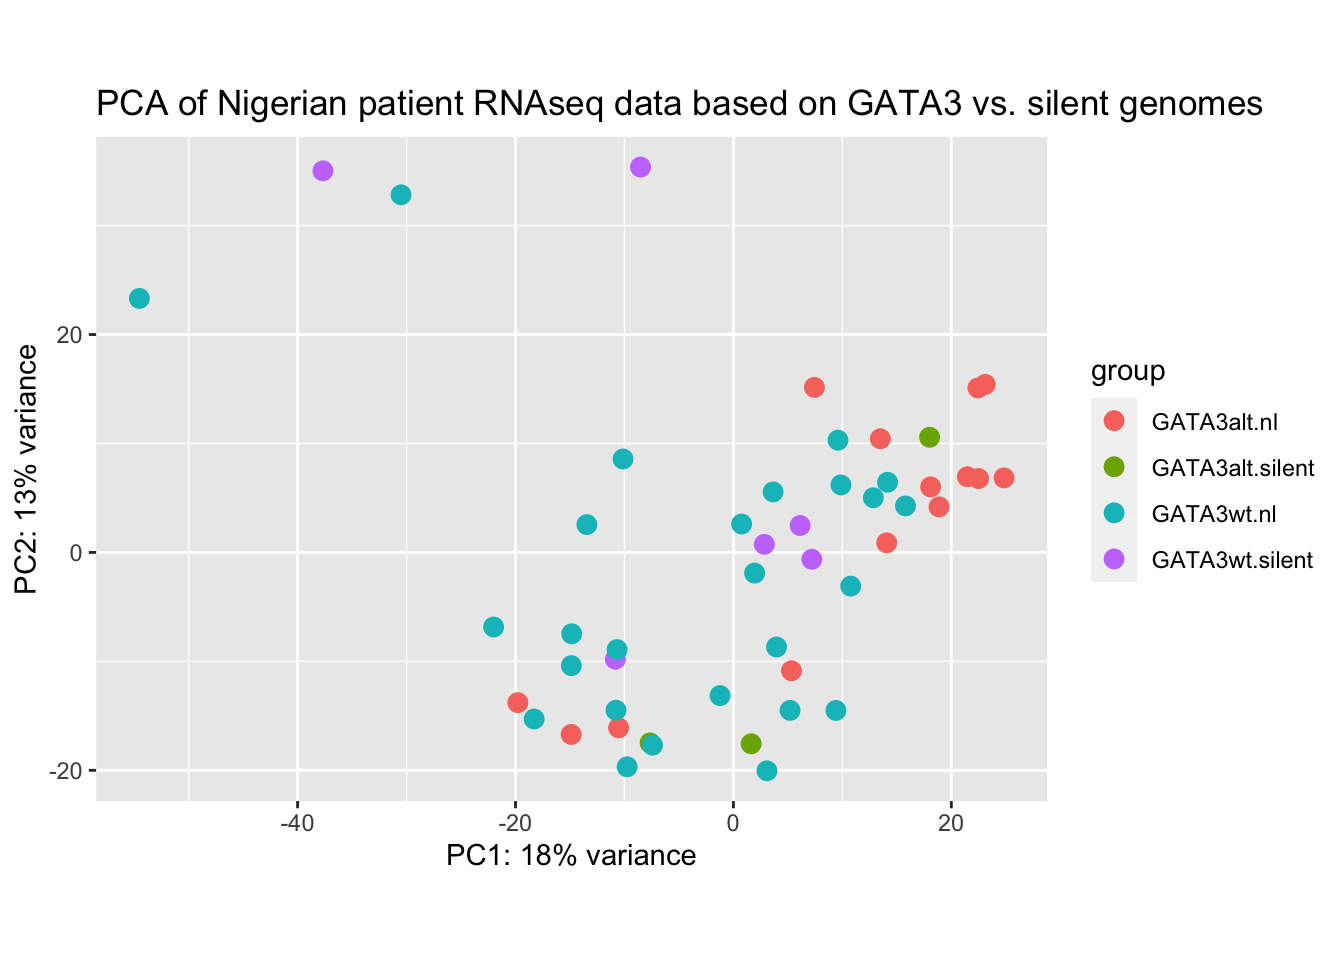 PCA of Nigerian patient RNAseq data based on GATA3 vs. silent genomes
PC2: 13% variance
20
0
-20
-40
-20
0
20
PC1: 18% variance
group
GATA3alt.nl
GATA3alt.silent
GATA3wt.nl
GATA3wt.silent